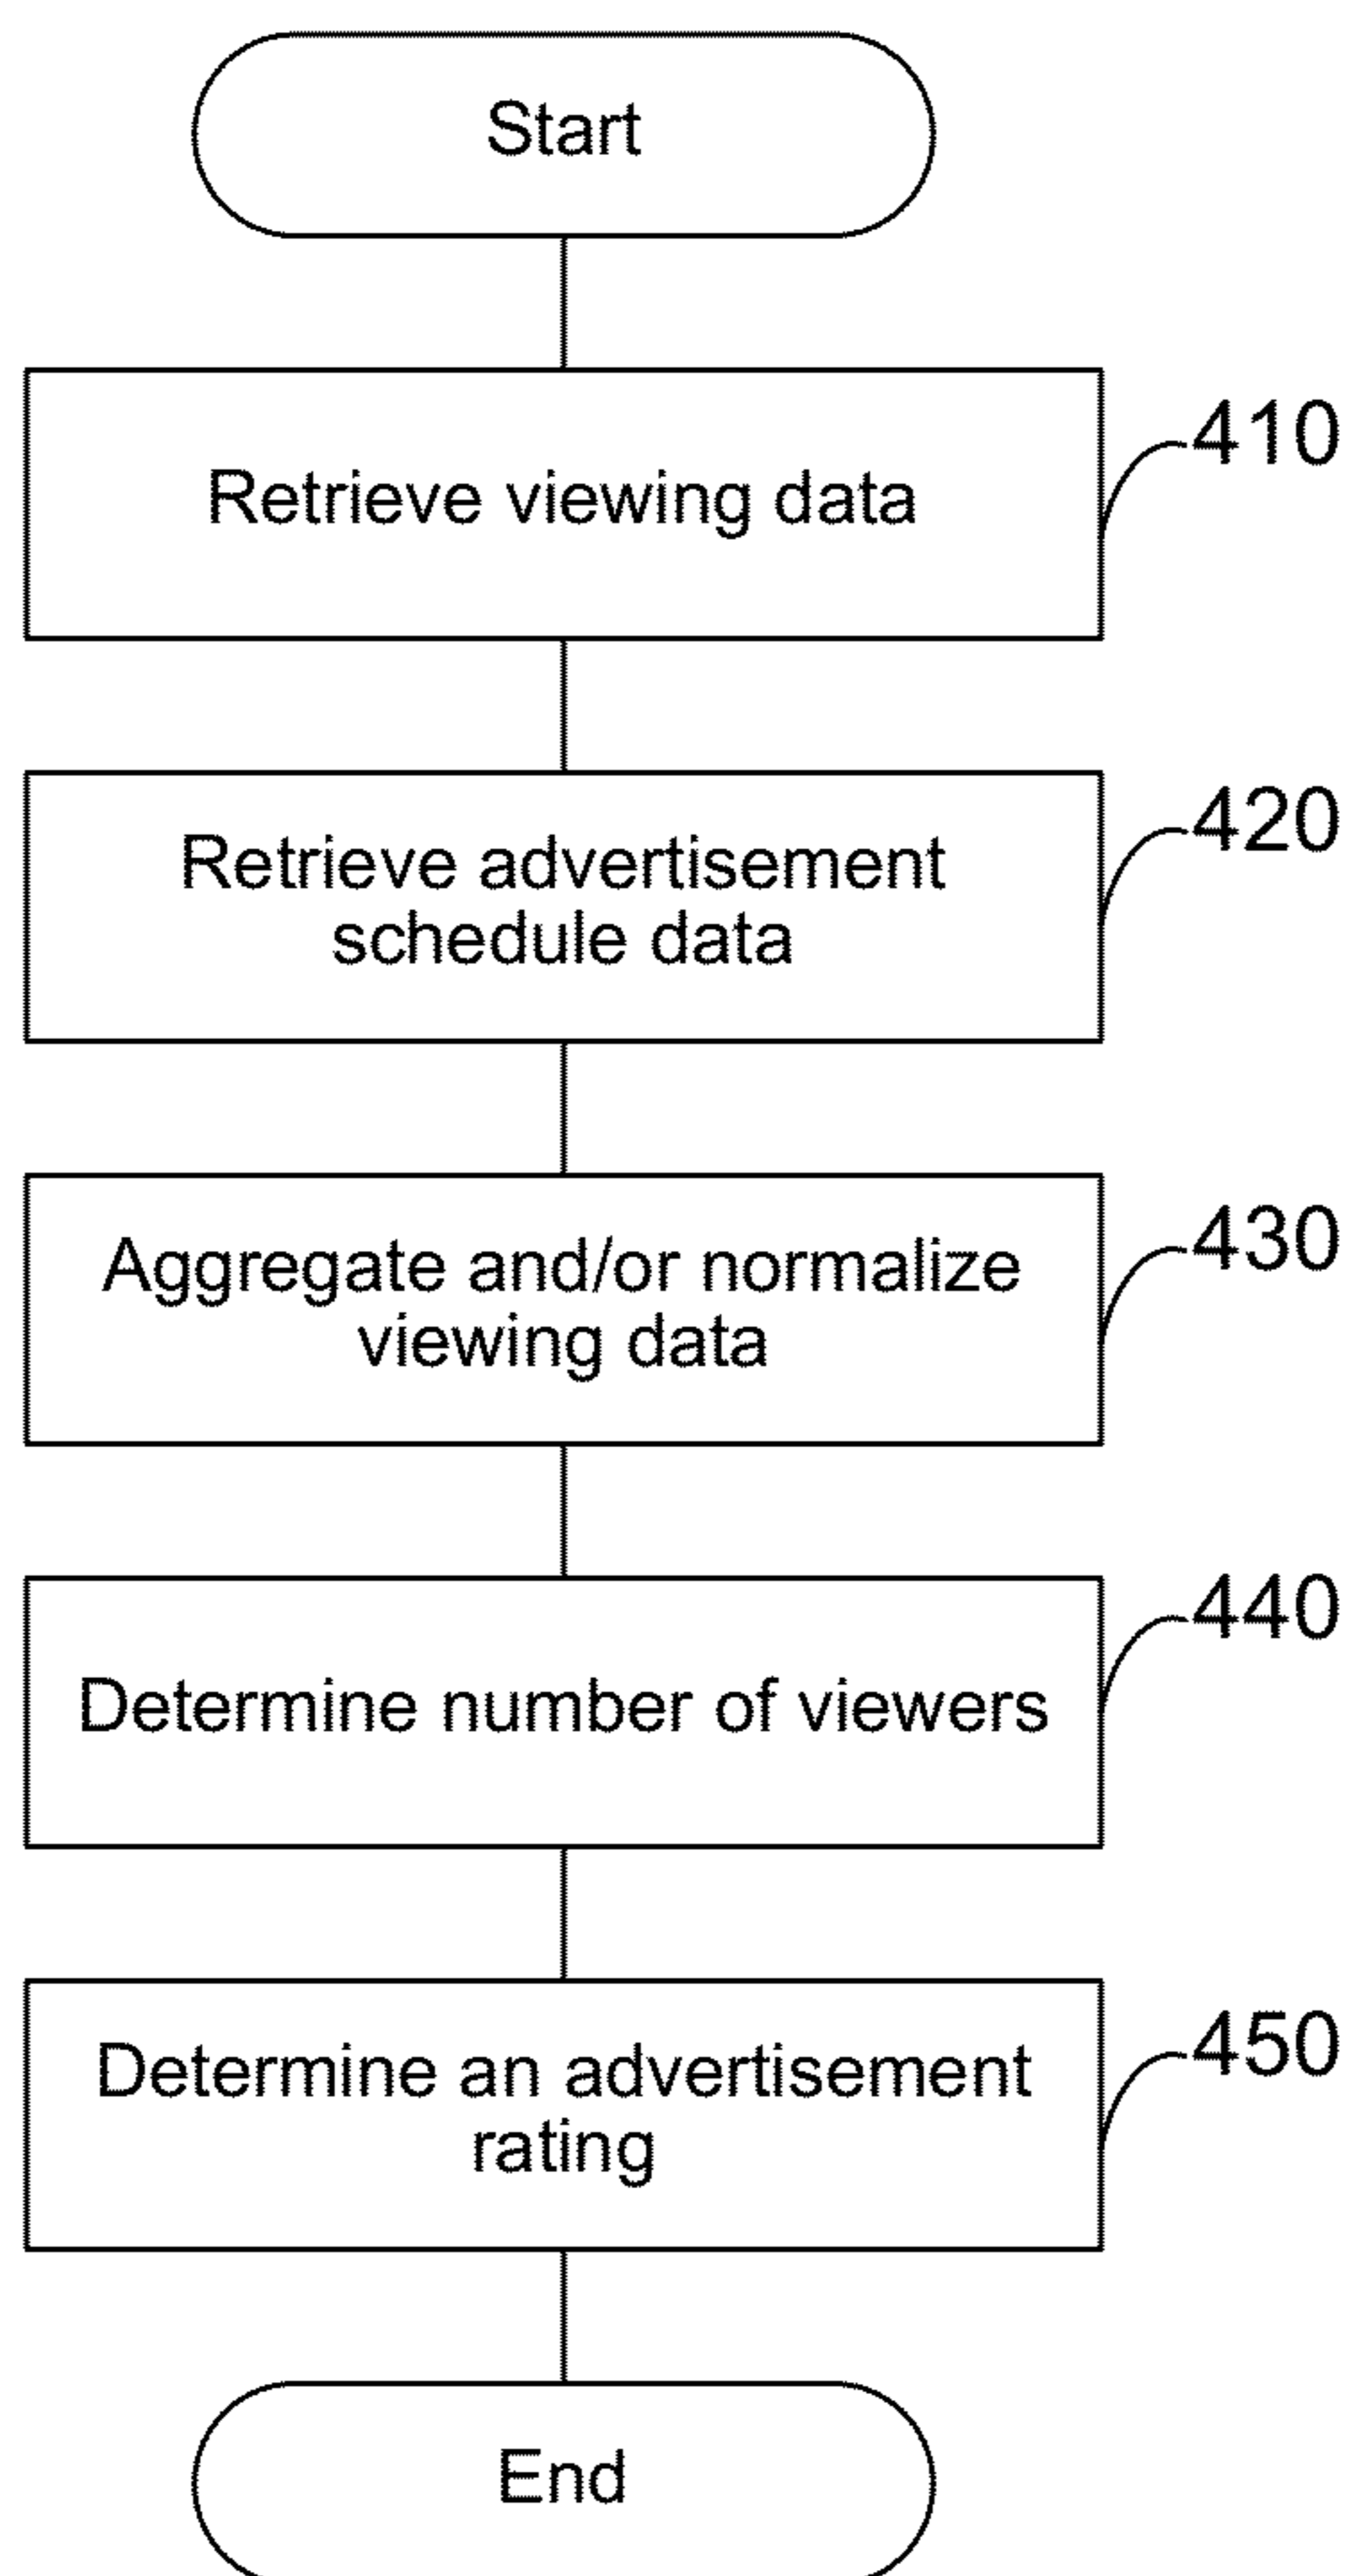 Start
Retrieve viewing data
410
Retrieve advertisement
schedule data
420
Aggregate and/or normalize
viewing data
430
Determine number of viewers
440
Determine an advertisement
rating
450
End